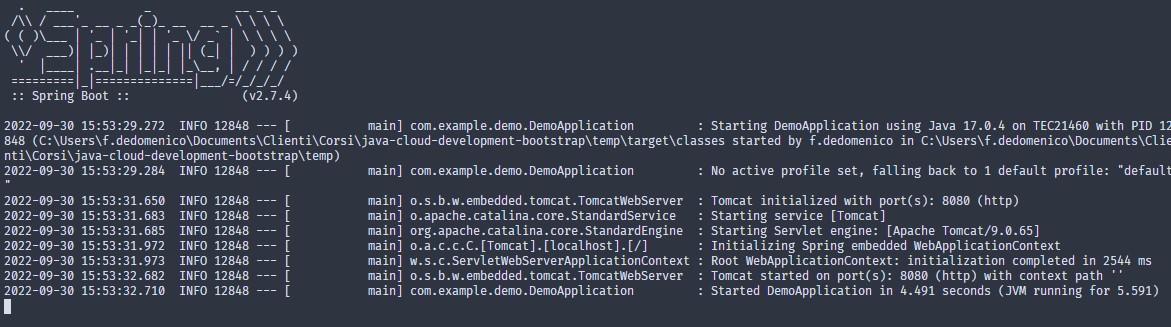 .   ____          _            __ _ _
 /\\ / ___'_ __ _ _(_)_ __  __ _ \ \ \ \
( ( )\___ | '_ | '_| | '_ \/ _` | \ \ \ \
 \\/  ___)| |_)| | | | | || (_| |  ) ) ) )
  '  |____| .__|_| |_|_| |_\__, | / / / /
 =========|_|==============|___/=/_/_/_/
 :: Spring Boot ::                (v2.7.4)
2022-09-30 15:53:29.272  INFO 12848 --- [           main] com.example.demo.DemoApplication         : Starting DemoApplication using Java 17.0.4 on TEC21460 with PID 12
848 (C:\Users\f.dedomenico\Documents\Clienti\Corsi\java-cloud-development-bootstrap\temp\target\classes started by f.dedomenico in C:\Users\f.dedomenico\Documents\Clie
nti\Corsi\java-cloud-development-bootstrap\temp)
2022-09-30 15:53:29.284  INFO 12848 --- [           main] com.example.demo.DemoApplication         : No active profile set, falling back to 1 default profile: "default
"
2022-09-30 15:53:31.650  INFO 12848 --- [           main] o.s.b.w.embedded.tomcat.TomcatWebServer  : Tomcat initialized with port(s): 8080 (http)
2022-09-30 15:53:31.683  INFO 12848 --- [           main] o.apache.catalina.core.StandardService   : Starting service [Tomcat]
2022-09-30 15:53:31.685  INFO 12848 --- [           main] org.apache.catalina.core.StandardEngine  : Starting Servlet engine: [Apache Tomcat/9.0.65]
2022-09-30 15:53:31.972  INFO 12848 --- [           main] o.a.c.c.C.[Tomcat].[localhost].[/]       : Initializing Spring embedded WebApplicationContext
2022-09-30 15:53:31.973  INFO 12848 --- [           main] w.s.c.ServletWebServerApplicationContext : Root WebApplicationContext: initialization completed in 2544 ms
2022-09-30 15:53:32.682  INFO 12848 --- [           main] o.s.b.w.embedded.tomcat.TomcatWebServer  : Tomcat started on port(s): 8080 (http) with context path ''
2022-09-30 15:53:32.710  INFO 12848 --- [           main] com.example.demo.DemoApplication         : Started DemoApplication in 4.491 seconds (JVM running for 5.591)